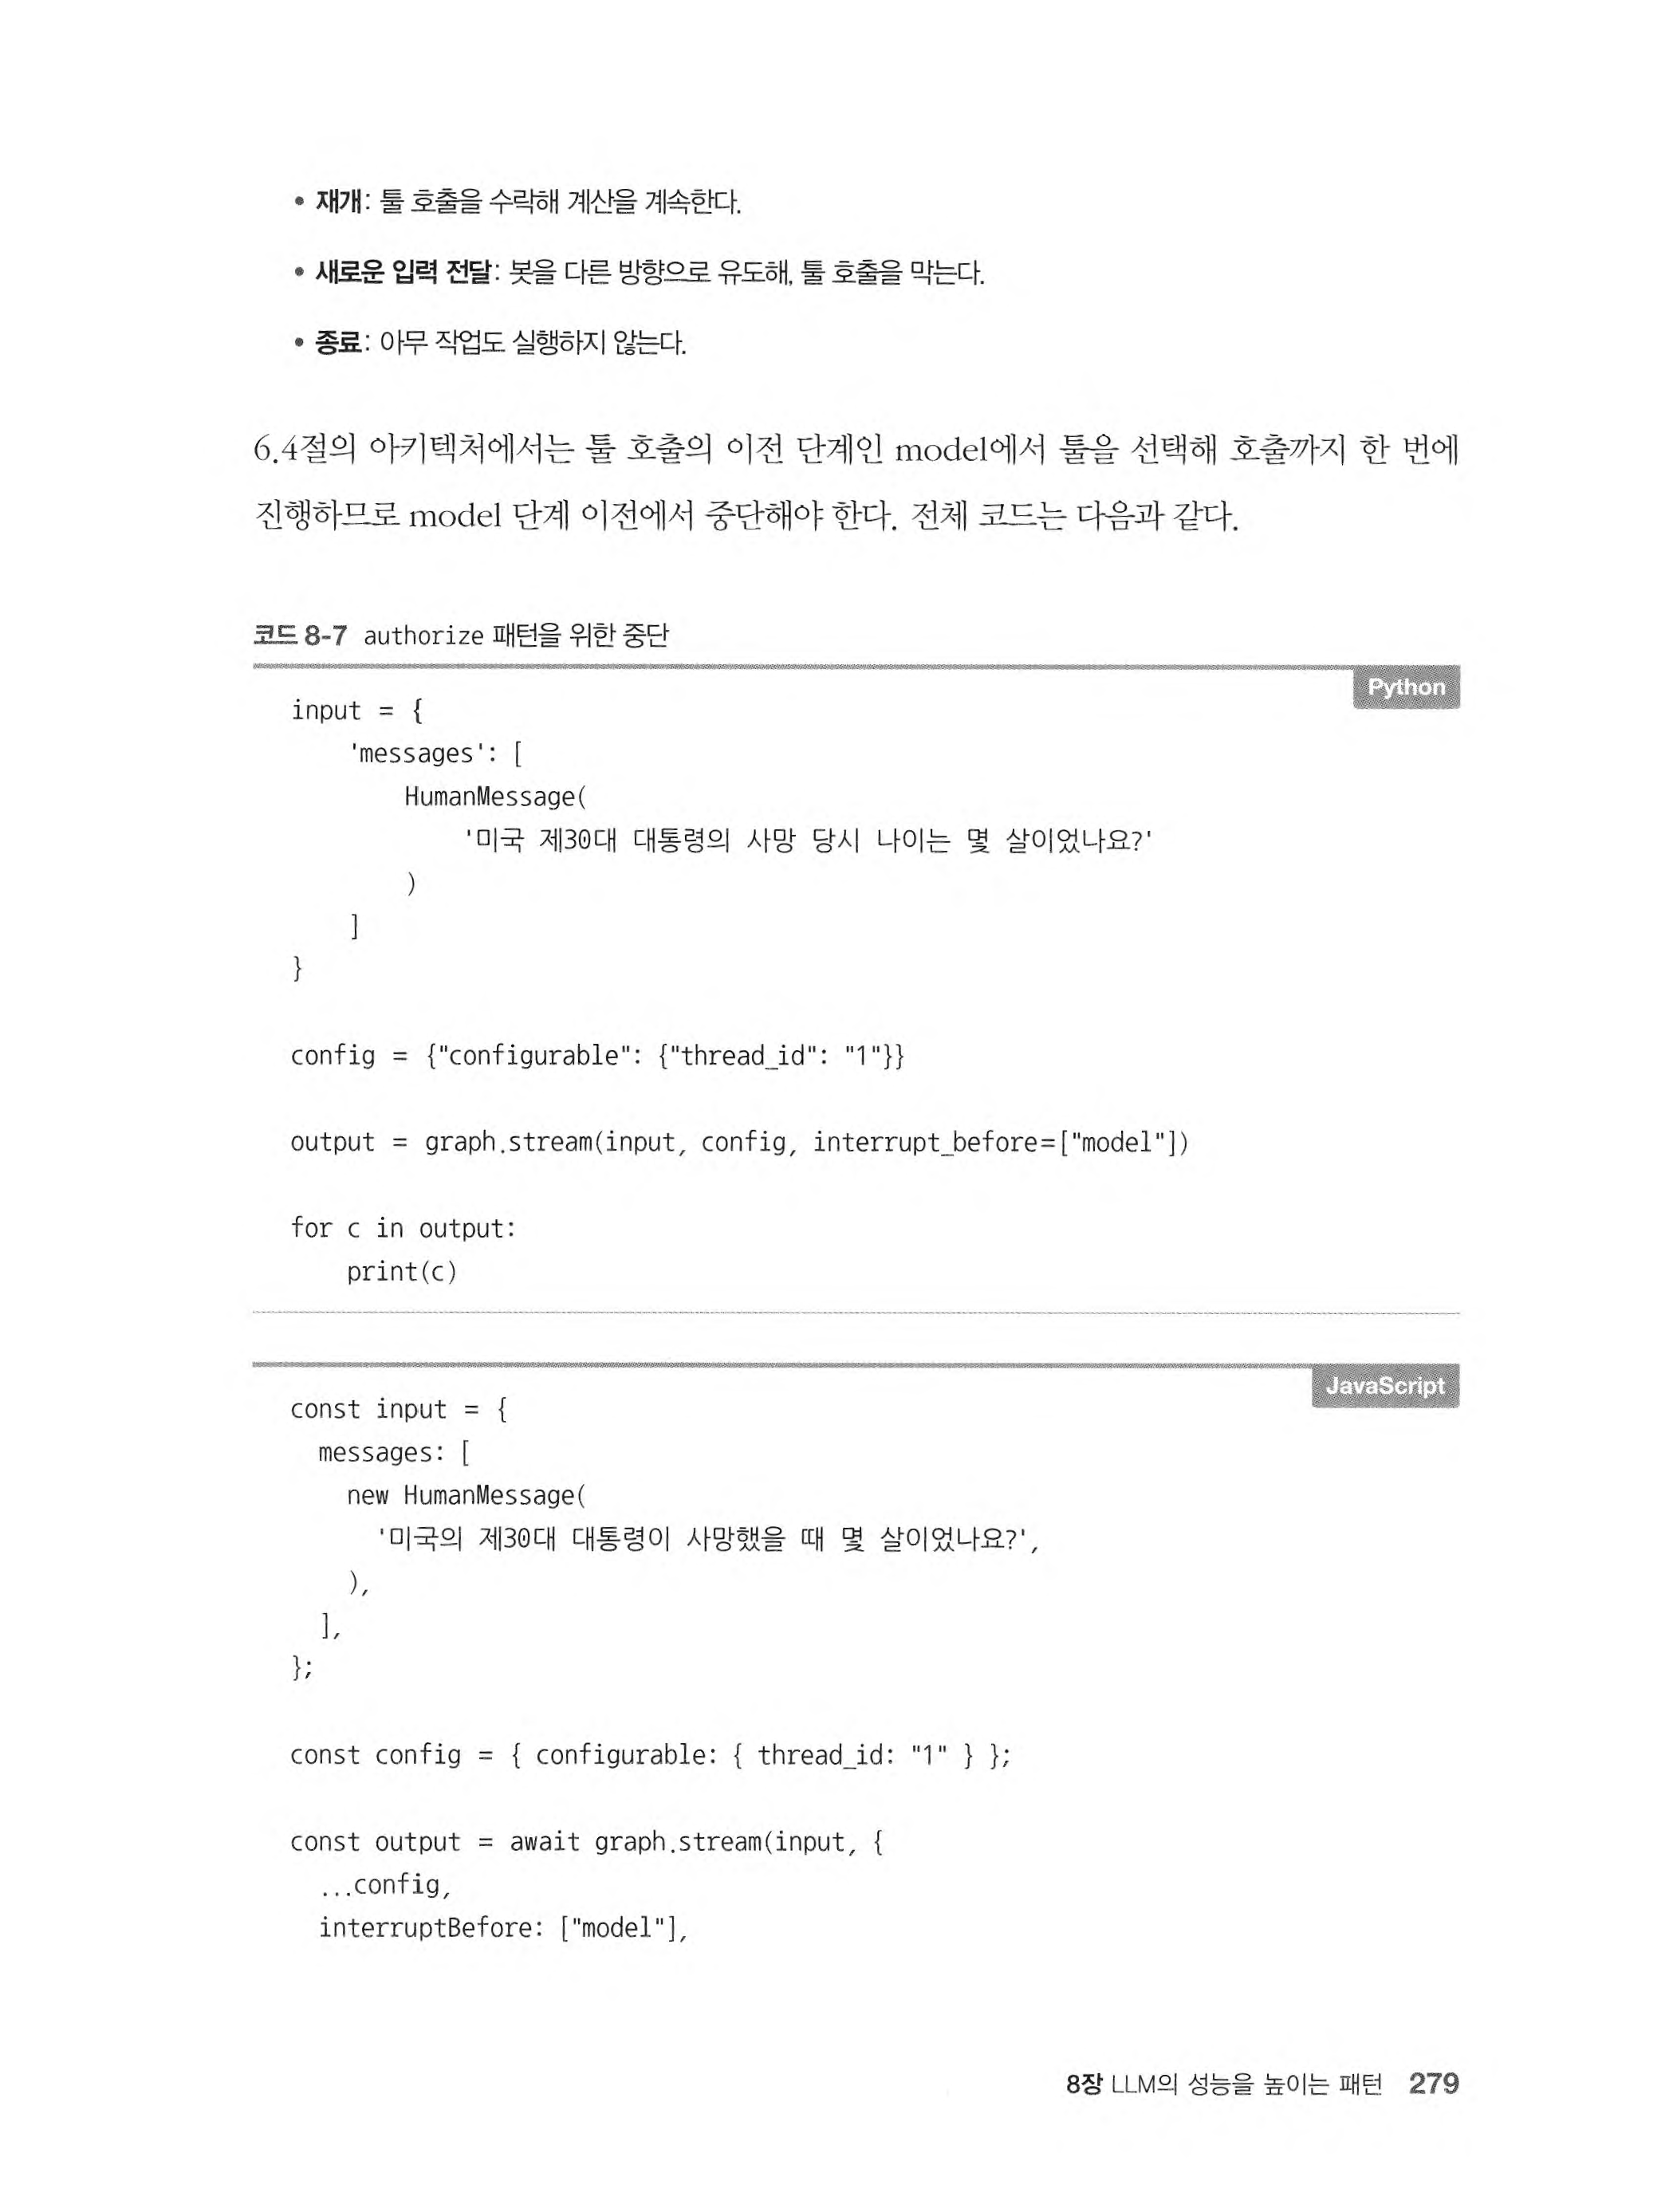 • 재개: 툴 호출을 수락해 계산을 계속한다.
• 새로운 입력 전달: 봇을 다른 방향으로 유도해, 툴 호출을 막는다.
• 종료: 아무 작업도 실행하지 않는다.
6.4절의 아키텍처에서는 툴 호출의 이전 단계인 model에서 툴을 선택해 호출까지 한 번에
진행하므로 model 단계 이전에서 중단해야 한다. 전체 코드는 다음과 같다.
코드 8-7 authorize 패턴을 위한 중단
Python
input = {
    'messages': [
        HumanMessage(
            '미국 제30대 대통령의 사망 당시 나이는 몇 살이었나요?'
        )
    ]
}
config = {"configurable": {"thread_id": "1"}}
output = graph.stream(input, config, interrupt_before=["model"])
for c in output:
    print(c)
JavaScript
const input = {
  messages: [
    new HumanMessage(
      '미국의 제30대 대통령이 사망했을 때 몇 살이었나요?',
    ),
  ],
};
const config = { configurable: { thread_id: "1" } };
const output = await graph.stream(input, {
  ...config,
  interruptBefore: ["model"],
8장 LLM의 성능을 높이는 패턴 279